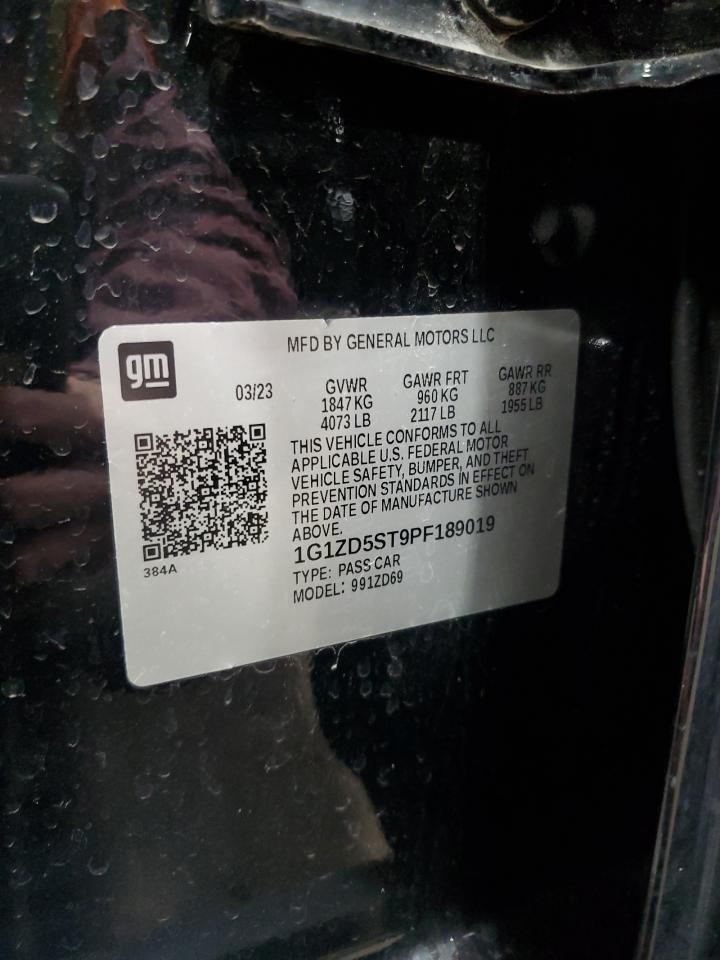 gm
MFD BY GENERAL MOTORS LLC
03/23
GVWR
1847 KG
4073 LB
GAWR FRT
960 KG
2117 LB
GAWR RR
887 KG
1955 LB
THIS VEHICLE CONFORMS TO ALL
APPLICABLE U.S. FEDERAL MOTOR
VEHICLE SAFETY, BUMPER, AND THEFT
PREVENTION STANDARDS IN EFFECT ON
THE DATE OF MANUFACTURE SHOWN
ABOVE.
1G1ZD5ST9PF189019
TYPE: PASS CAR
MODEL: 991ZD69
384A